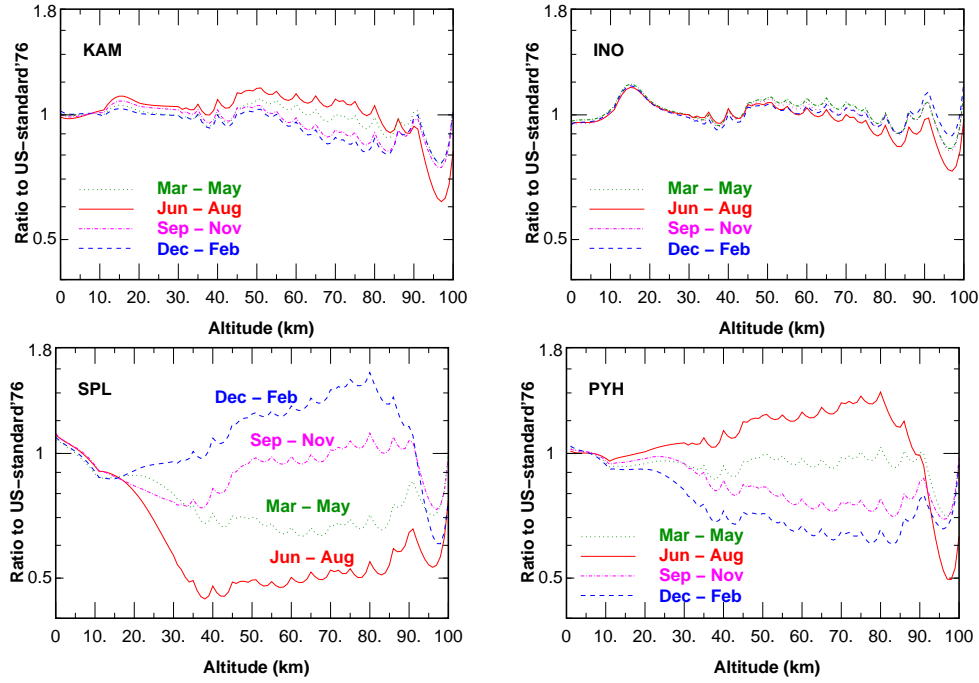 1.8
KAM
1
0.5
Ratio to US−standard'76
Mar − May
Jun − Aug
Sep − Nov
Dec − Feb
0 10. 20. 30. 40. 50. 60. 70. 80. 90. 100
Altitude (km)
1.8
INO
1
0.5
Ratio to US−standard'76
Mar − May
Jun − Aug
Sep − Nov
Dec − Feb
0 10. 20. 30. 40. 50. 60. 70. 80. 90. 100
Altitude (km)
1.8
SPL
Dec − Feb
Sep − Nov
1
Mar − May
Jun − Aug
0.5
Ratio to US−standard'76
0 10. 20. 30. 40. 50. 60. 70. 80. 90. 100
Altitude (km)
1.8
PYH
1
0.5
Ratio to US−standard'76
Mar − May
Jun − Aug
Sep − Nov
Dec − Feb
0 10. 20. 30. 40. 50. 60. 70. 80. 90. 100
Altitude (km)